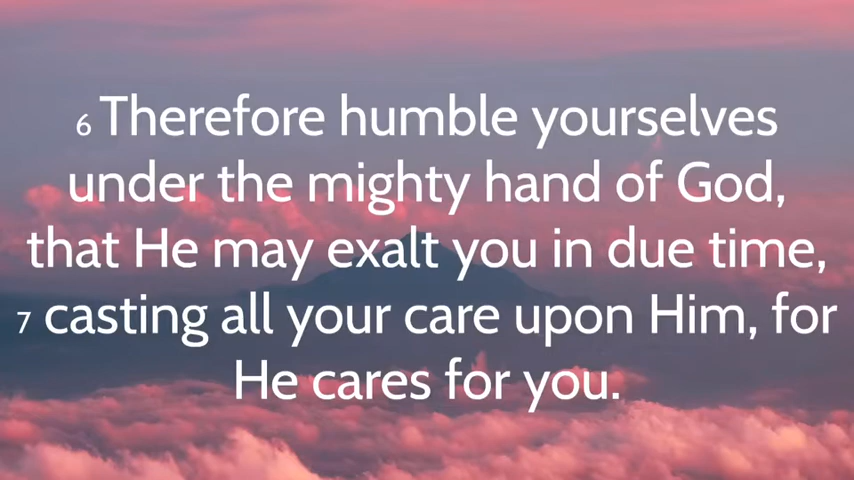 6 Therefore humble yourselves
under the mighty hand of God,
that He may exalt you in due time,
7 casting all your care upon Him, for
He cares for you.